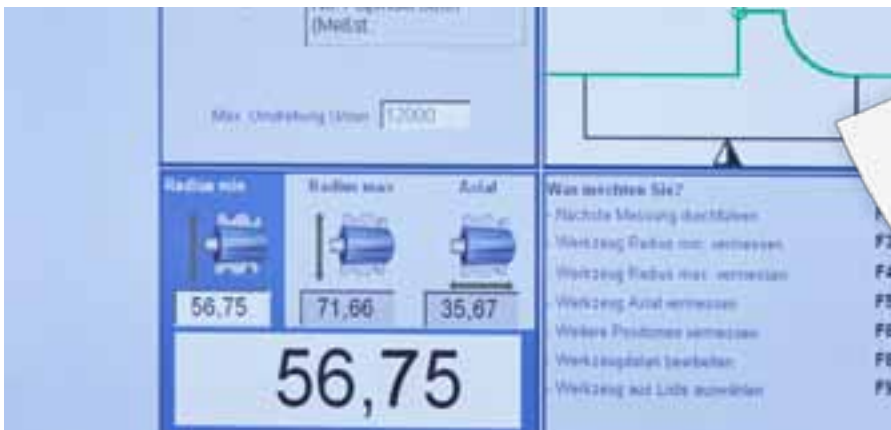 (Meßst.
Max. Umdrehung U/min 12000
Radius min Radius max Axial
56,75 71,66 35,67
56,75
Was möchten Sie?
- Nächste Messung durchführen
- Werkzeug Radius min. vermessen
Werkzeug Radius max. vermessen F4
- Werkzeug Axial vermessen
- Weitere Positionen vermessen
- Werkzeugdaten bearbeiten
- Werkzeug aus Liste auswählen